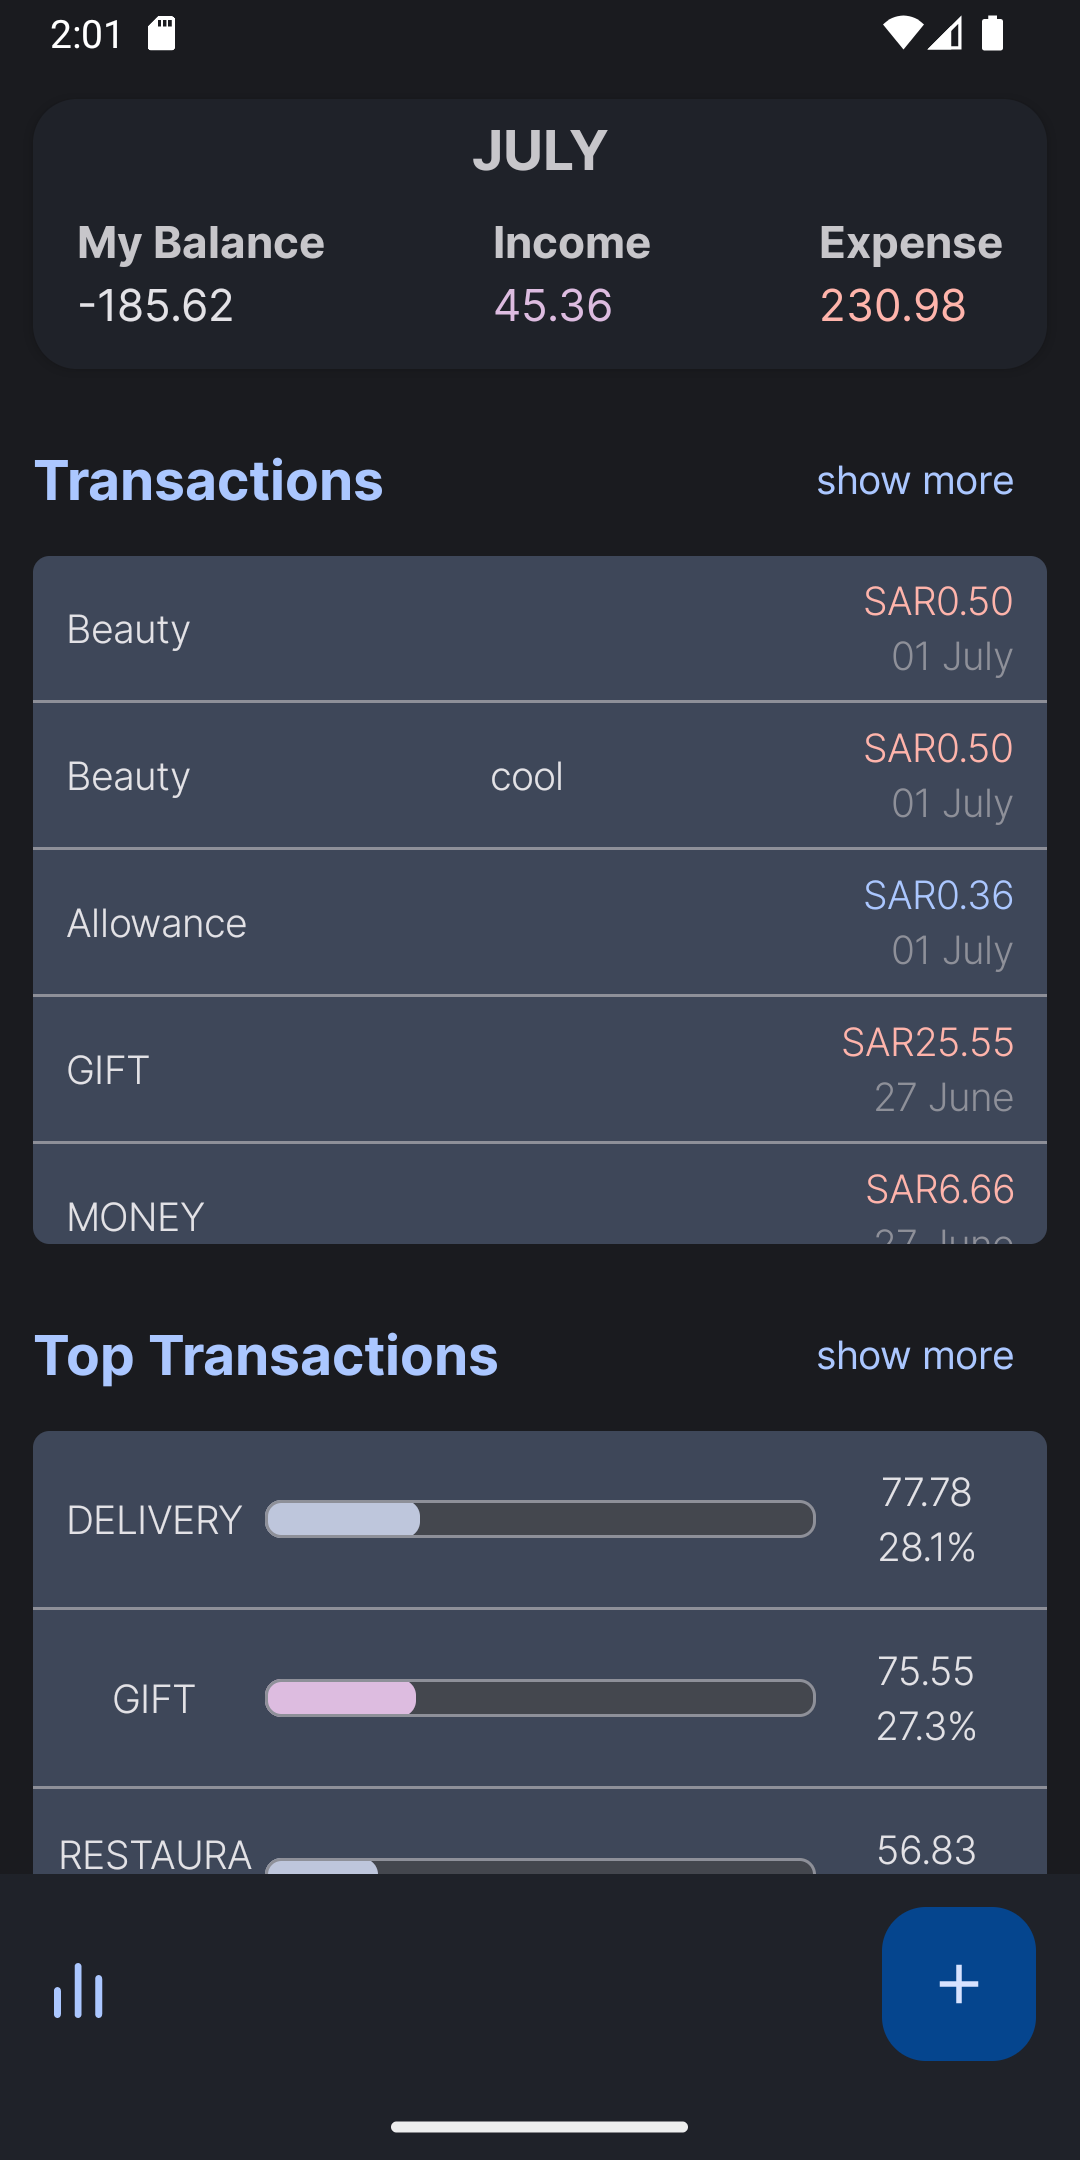 2:01
JULY
My Balance Income Expense
-185.62 45.36 230.98
Transactions show more
Beauty SAR0.50
01 July
Beauty cool SAR0.50
01 July
Allowance SAR0.36
01 July
GIFT SAR25.55
27 June
MONEY SAR6.66
27 June
Top Transactions show more
DELIVERY 77.78
28.1%
GIFT 75.55
27.3%
RESTAURA 56.83